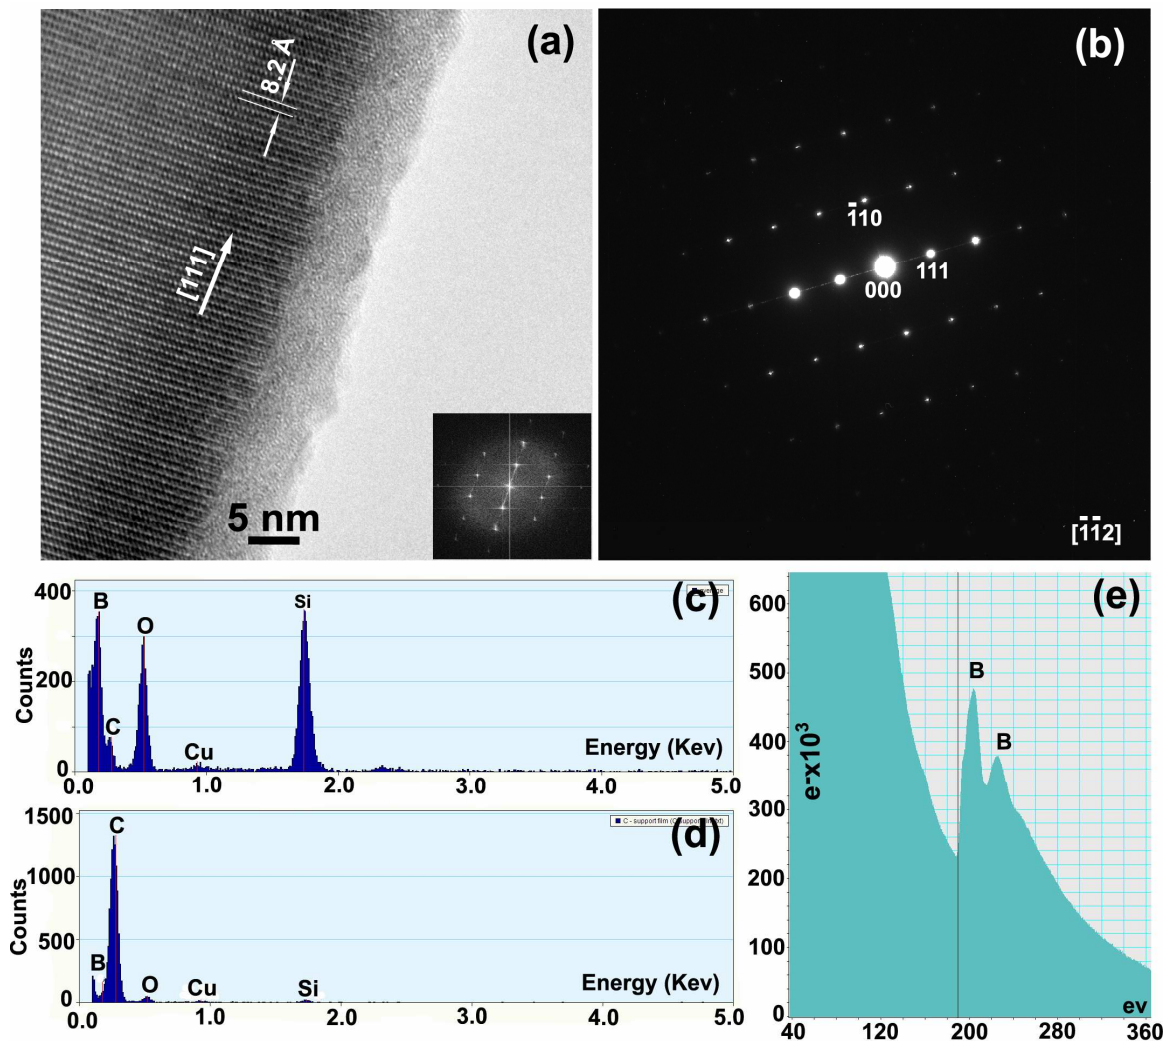 (a)
8.2 Å
[111]
5 nm
(b)
1̄10
111
000
[1̄1̄2]
(c)
400
200
0
Counts
B
C
O
Cu
Si
Energy (Kev)
0.0 1.0 2.0 3.0 4.0 5.0
(d)
C - support film
1500
1000
500
0
Counts
B
C
O
Cu
Si
Energy (Kev)
0.0 1.0 2.0 3.0 4.0 5.0
(e)
600
500
400
300
200
100
0
e-x10³
B
B
ev
40 120 200 280 360